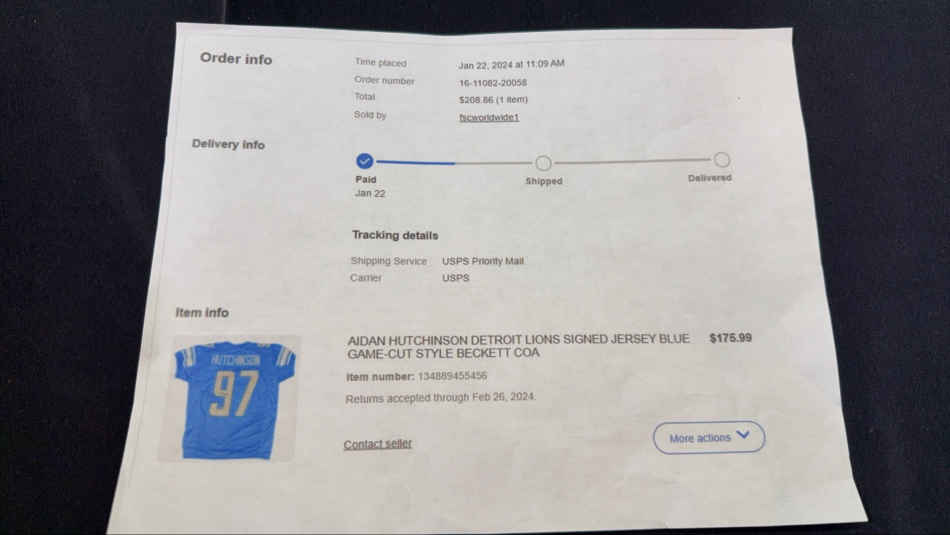 Order info
Time placed Jan 22, 2024 at 11:09 AM
Order number 16-11082-20058
Total $208.86 (1 item)
Sold by fscworldwide1
Delivery info
Paid Shipped Delivered
Jan 22
Tracking details
Shipping Service USPS Priority Mail
Carrier USPS
Item info
AIDAN HUTCHINSON DETROIT LIONS SIGNED JERSEY BLUE $175.99
GAME-CUT STYLE BECKETT COA
Item number: 134889455456
Returns accepted through Feb 26, 2024.
HUTCHINSON
97
Contact seller
More actions